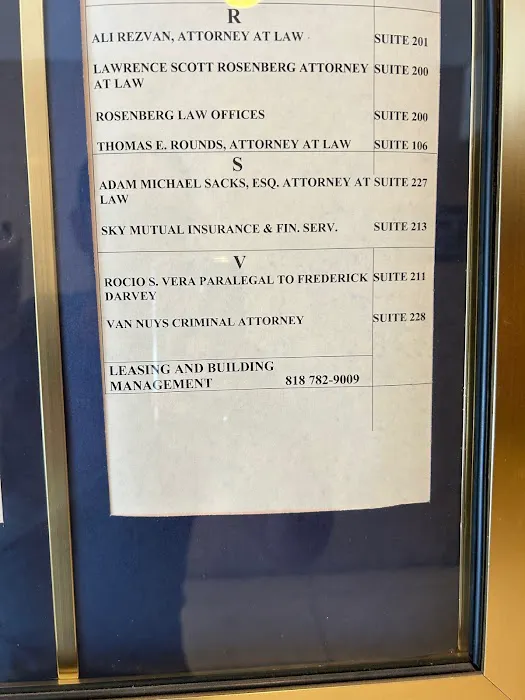 R
ALI REZVAN, ATTORNEY AT LAW SUITE 201
LAWRENCE SCOTT ROSENBERG ATTORNEY SUITE 200
AT LAW
ROSENBERG LAW OFFICES SUITE 200
THOMAS E. ROUNDS, ATTORNEY AT LAW SUITE 106
S
ADAM MICHAEL SACKS, ESQ. ATTORNEY AT SUITE 227
LAW
SKY MUTUAL INSURANCE & FIN. SERV. SUITE 213
V
ROCIO S. VERA PARALEGAL TO FREDERICK SUITE 211
DARVEY
VAN NUYS CRIMINAL ATTORNEY SUITE 228
LEASING AND BUILDING
MANAGEMENT 818 782-9009